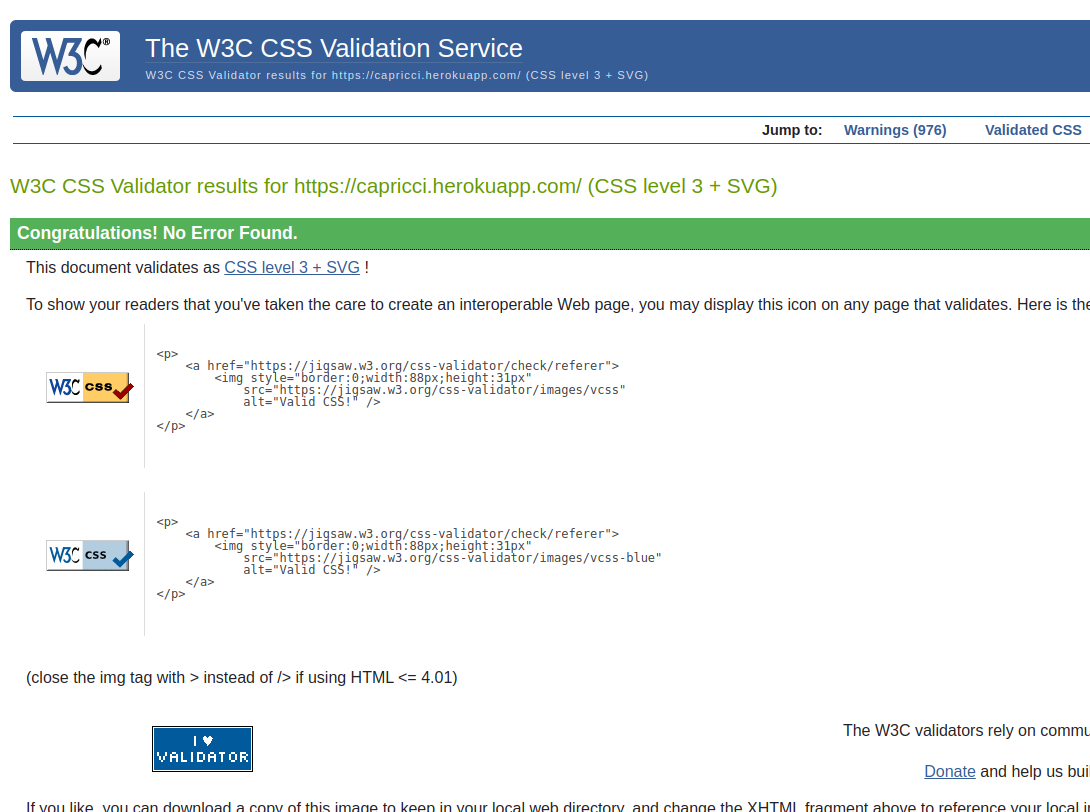 W3C®
The W3C CSS Validation Service
W3C CSS Validator results for https://capricci.herokuapp.com/ (CSS level 3 + SVG)
Jump to: Warnings (976) Validated CSS
W3C CSS Validator results for https://capricci.herokuapp.com/ (CSS level 3 + SVG)
Congratulations! No Error Found.
This document validates as CSS level 3 + SVG !
To show your readers that you've taken the care to create an interoperable Web page, you may display this icon on any page that validates. Here is the
W3C css
<p>
<a href="https://jigsaw.w3.org/css-validator/check/referer">
<img style="border:0;width:88px;height:31px"
src="https://jigsaw.w3.org/css-validator/images/vcss"
alt="Valid CSS!" />
</a>
</p>
W3C css
<p>
<a href="https://jigsaw.w3.org/css-validator/check/referer">
<img style="border:0;width:88px;height:31px"
src="https://jigsaw.w3.org/css-validator/images/vcss-blue"
alt="Valid CSS!" />
</a>
</p>
(close the img tag with > instead of /> if using HTML <= 4.01)
I ♥
VALIDATOR
The W3C validators rely on commu
Donate and help us bui
If you like, you can download a copy of this image to keep in your local web directory, and change the XHTML fragment above to reference your local i